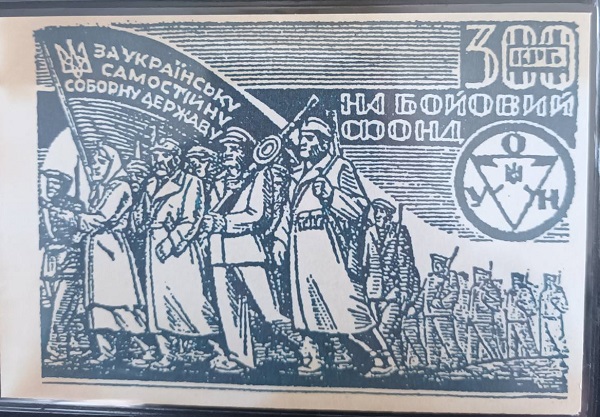 ЗА УКРАЇНСЬКУ
САМОСТІЙНУ
СОБОРНУ ДЕРЖАВУ
300
КРБ
НА БОЙОВИЙ
ФОНД
О
У Н